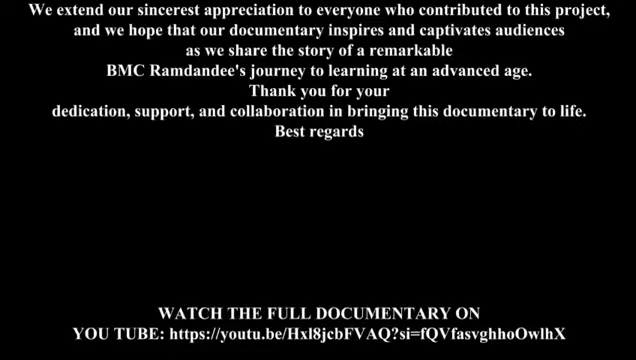 We extend our sincerest appreciation to everyone who contributed to this project,
and we hope that our documentary inspires and captivates audiences
as we share the story of a remarkable
BMC Ramdandee's journey to learning at an advanced age.
Thank you for your
dedication, support, and collaboration in bringing this documentary to life.
Best regards
WATCH THE FULL DOCUMENTARY ON
YOU TUBE: https://youtu.be/Hxl8jcbFVAQ?si=fQVfasvghhoOwlhX